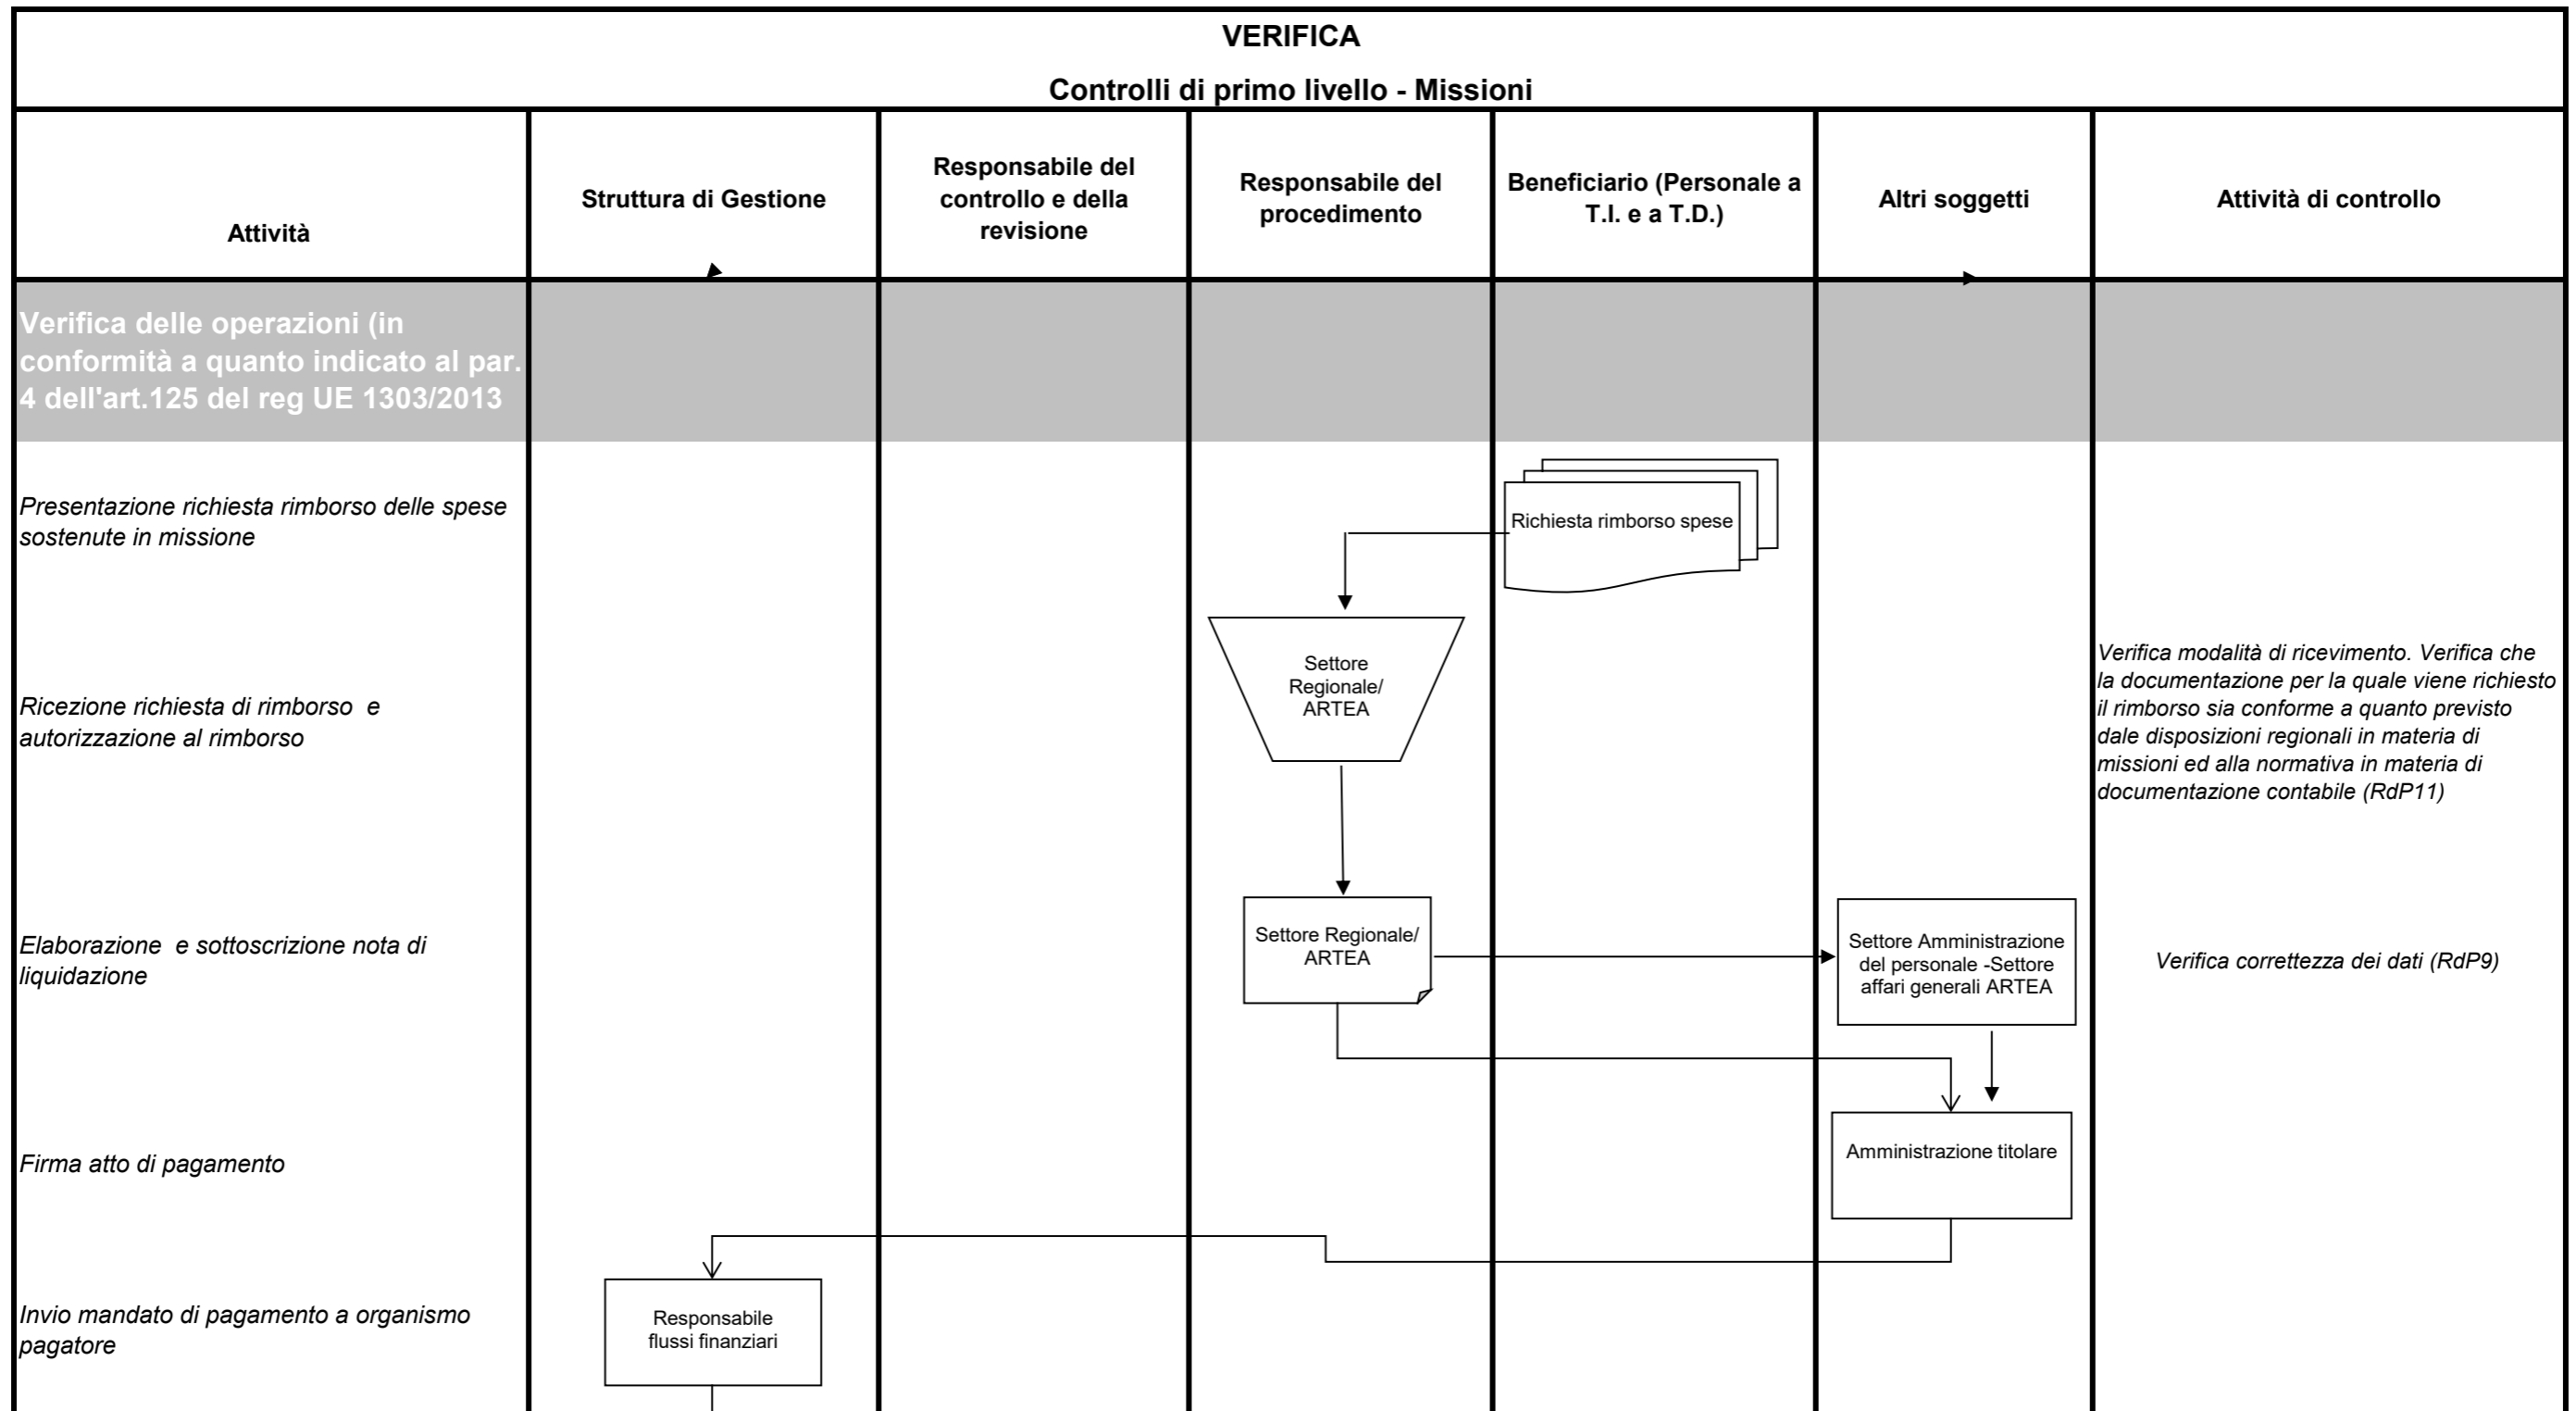 VERIFICA
Controlli di primo livello - Missioni
Attività
Struttura di Gestione
Responsabile del
controllo e della
revisione
Responsabile del
procedimento
Beneficiario (Personale a
T.I. e a T.D.)
Altri soggetti
Attività di controllo
Verifica delle operazioni (in
conformità a quanto indicato al par.
4 dell'art.125 del reg UE 1303/2013
Presentazione richiesta rimborso delle spese
sostenute in missione
Richiesta rimborso spese
Ricezione richiesta di rimborso e
autorizzazione al rimborso
Settore
Regionale/
ARTEA
Verifica modalità di ricevimento. Verifica che
la documentazione per la quale viene richiesto
il rimborso sia conforme a quanto previsto
dale disposizioni regionali in materia di
missioni ed alla normativa in materia di
documentazione contabile (RdP11)
Elaborazione e sottoscrizione nota di
liquidazione
Settore Regionale/
ARTEA
Settore Amministrazione
del personale -Settore
affari generali ARTEA
Verifica correttezza dei dati (RdP9)
Firma atto di pagamento
Amministrazione titolare
Invio mandato di pagamento a organismo
pagatore
Responsabile
flussi finanziari